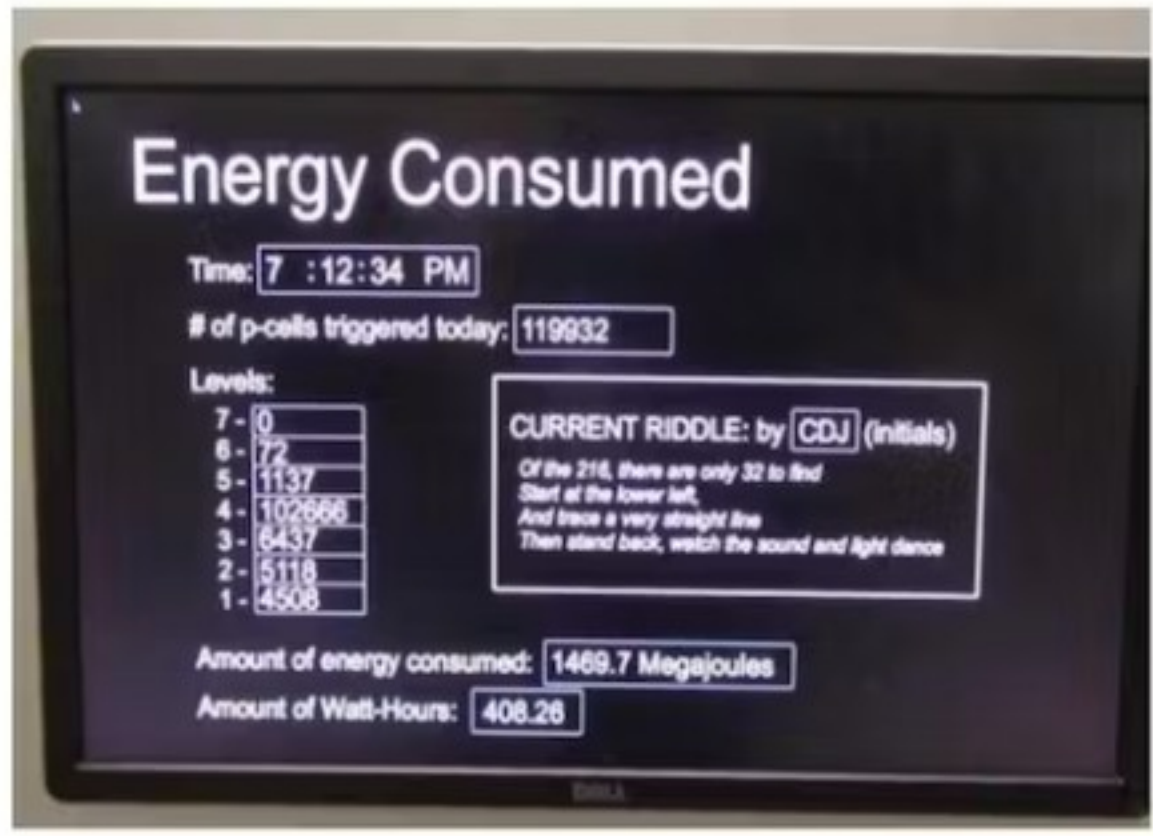 Energy Consumed
Time: 7 :12:34 PM
# of p-cells triggered today: 119932
Levels:
7 - 0
6 - 72
5 - 1137
4 - 102666
3 - 6437
2 - 5118
1 - 4508
CURRENT RIDDLE: by CDJ (initials)
Of the 216, there are only 32 to find
Start at the lower left,
And trace a very straight line
Then stand back, watch the sound and light dance
Amount of energy consumed: 1469.7 Megajoules
Amount of Watt-Hours: 408.26
DELL